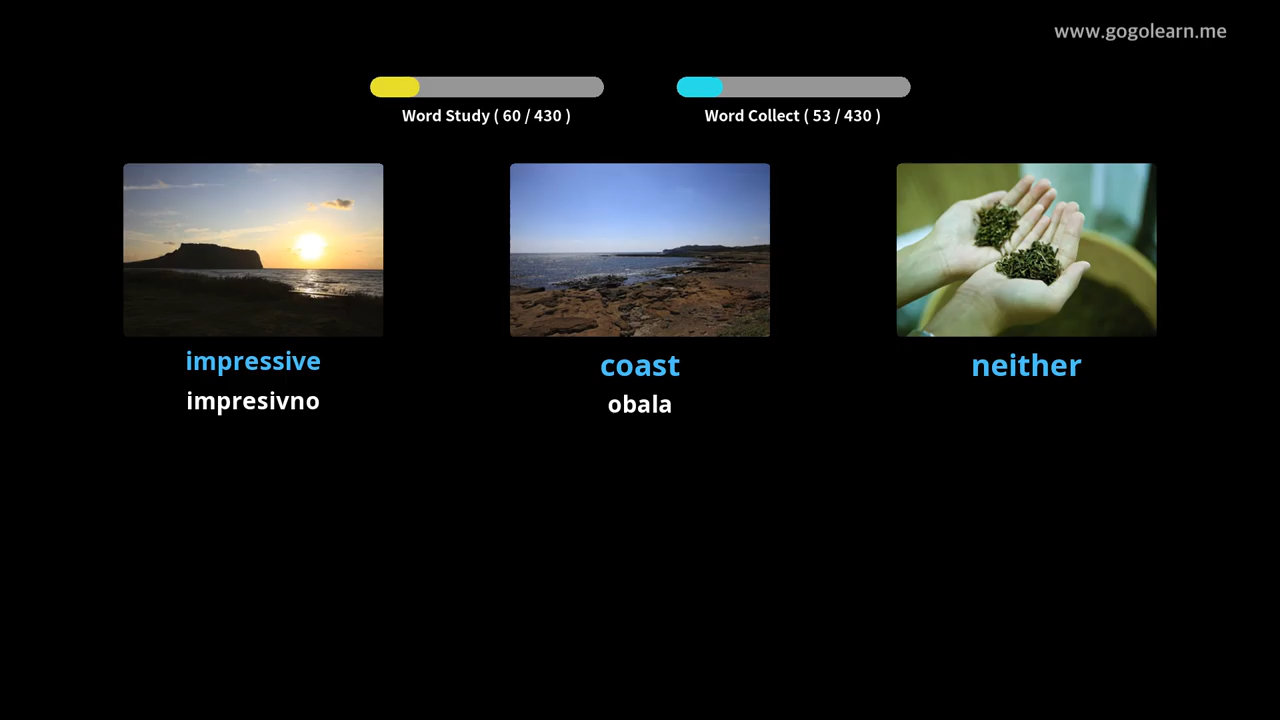 www.gogolearn.me
Word Study ( 60 / 430 )
Word Collect ( 53 / 430 )
impressive
impresivno
coast
obala
neither